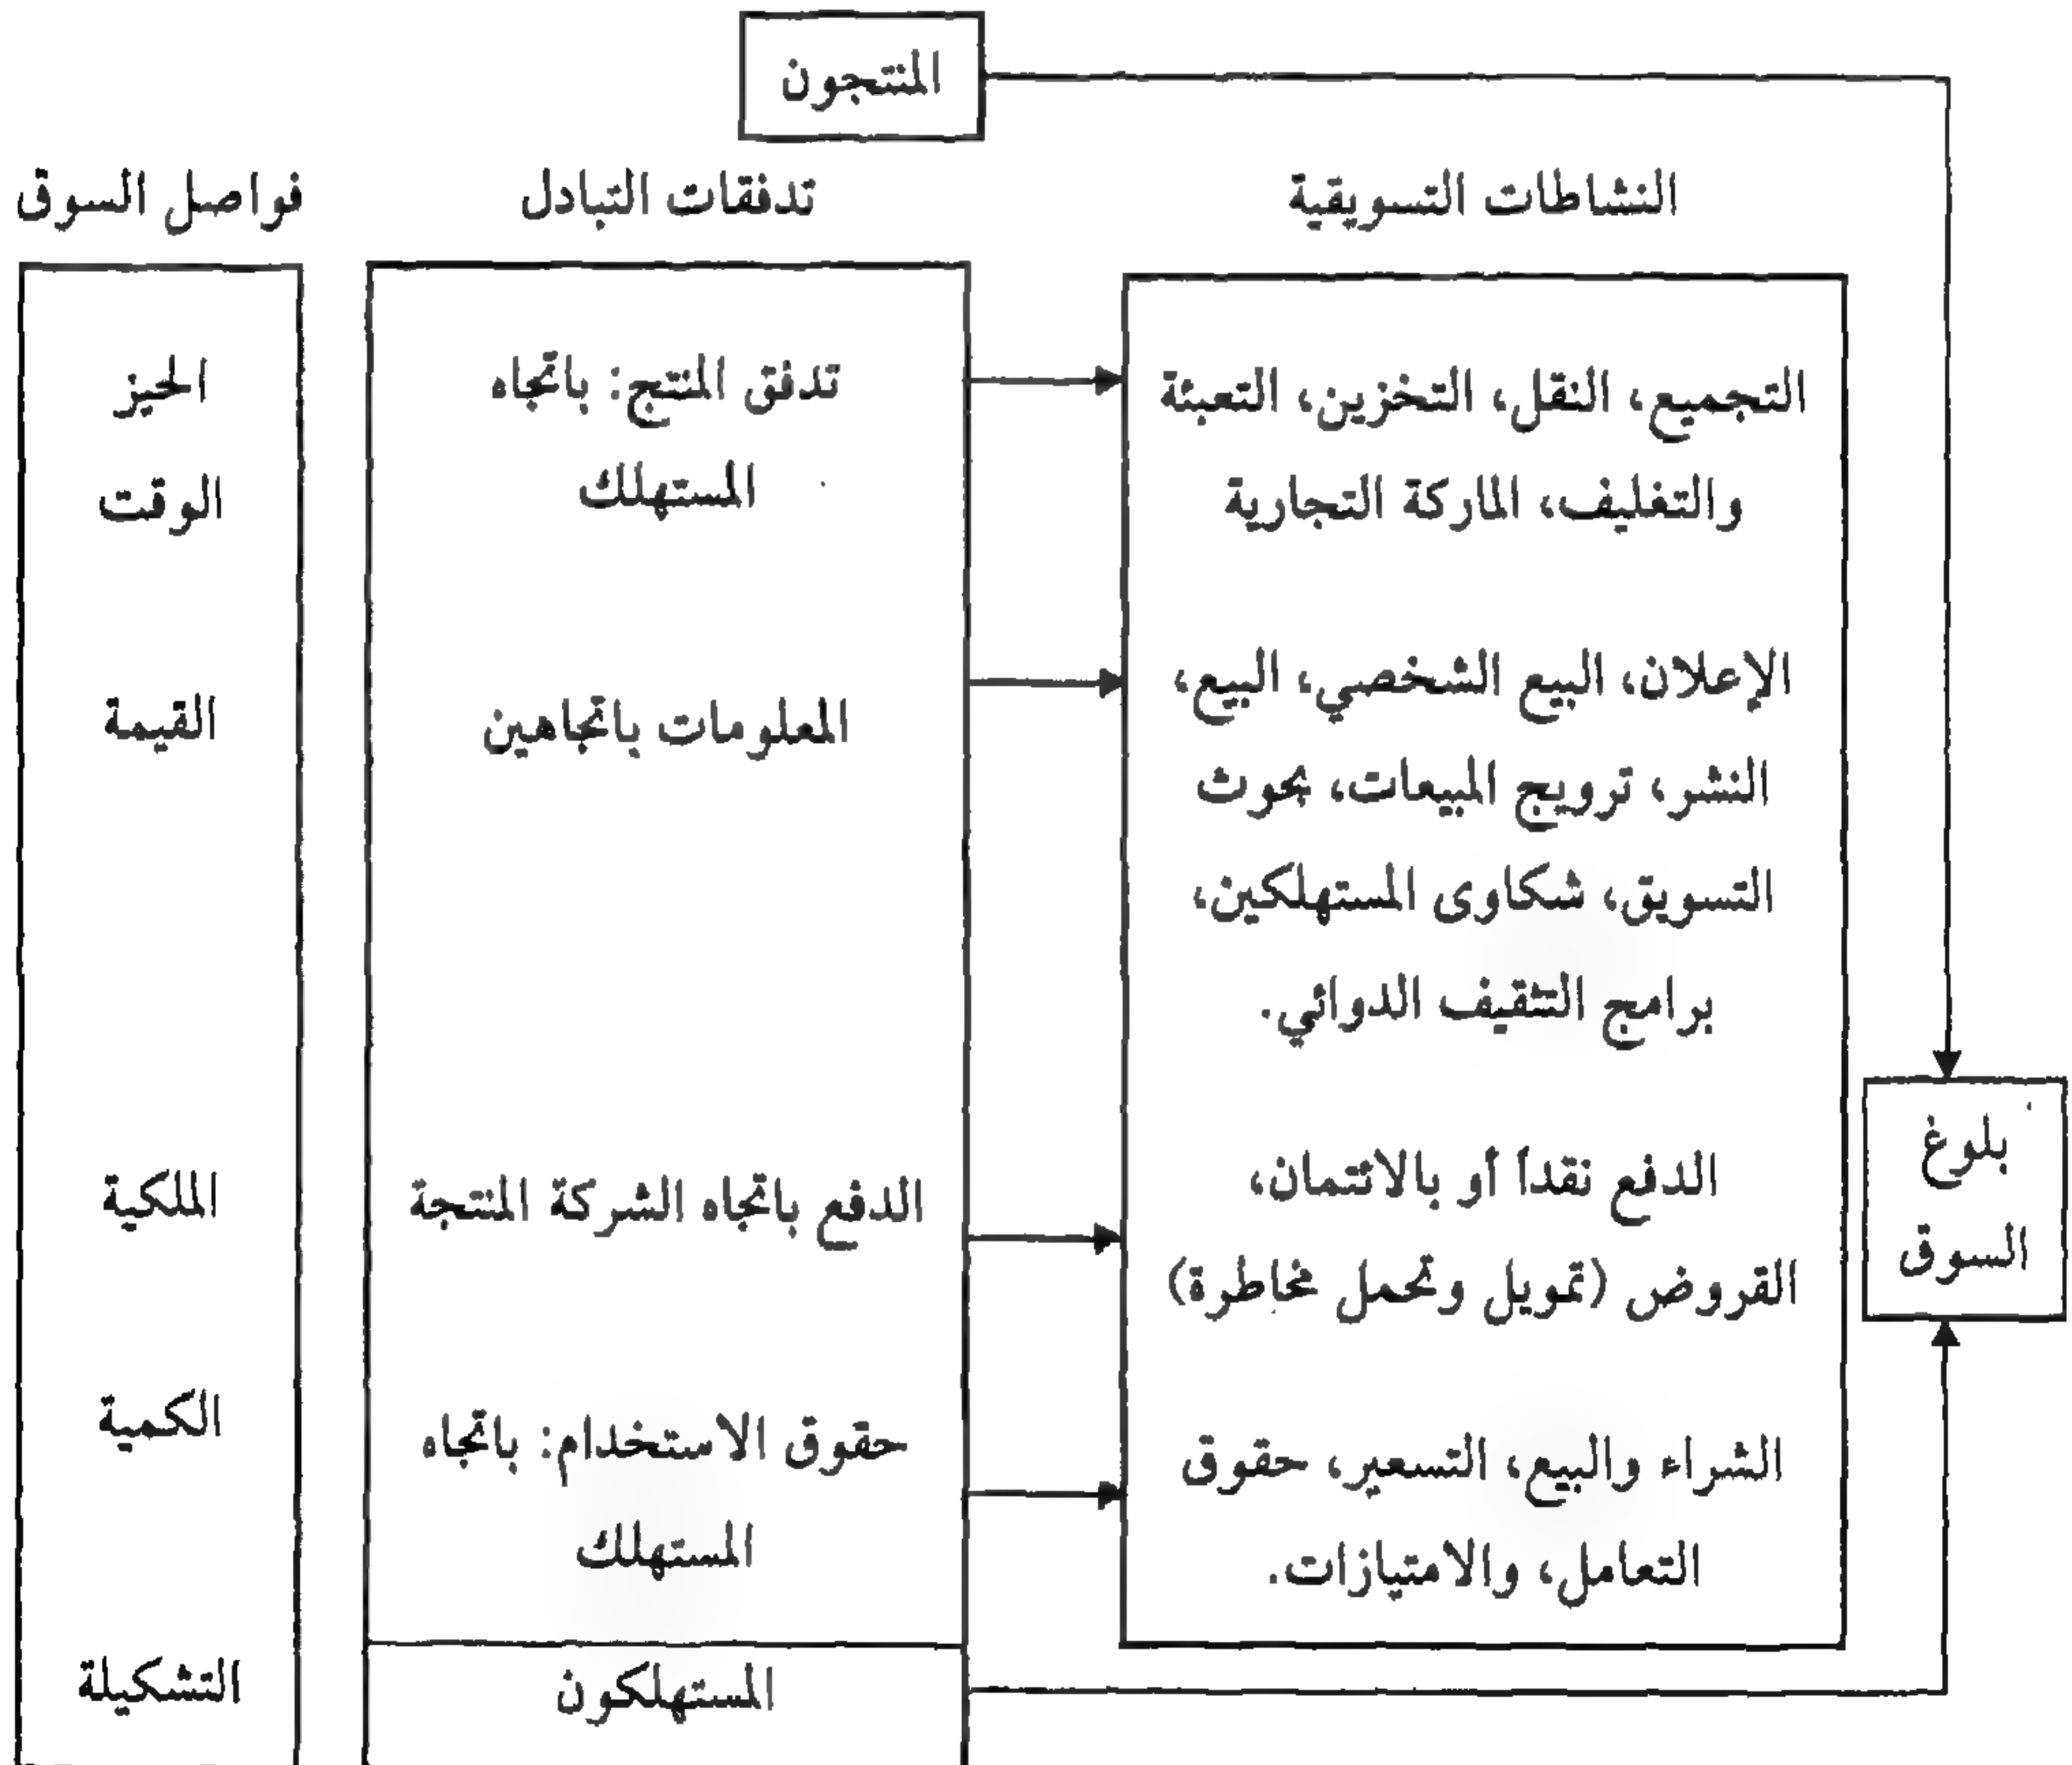 المنتجون
النشاطات التسويقية
تدفقات التبادل
فواصل السوق
التجميع، النقل، التخزين، التعبئة
والتغليف، الماركة التجارية
الإعلان، البيع الشخصي، البيع،
النشر، ترويج المبيعات، بحوث
التسويق، شكاوى المستهلكين،
برامج التثقيف الدوائي.
الدفع نقداً أو بالائتمان،
القروض (تمويل وتحمل مخاطرة)
الشراء والبيع، التسعير، حقوق
التعامل، والامتيازات.
بلوغ
السوق
تدفق المنتج: باتجاه
المستهلك
المعلومات باتجاهين
الدفع باتجاه الشركة المنتجة
حقوق الاستخدام: باتجاه
المستهلك
المستهلكون
الحيز
الوقت
القيمة
الملكية
الكمية
التشكيلة